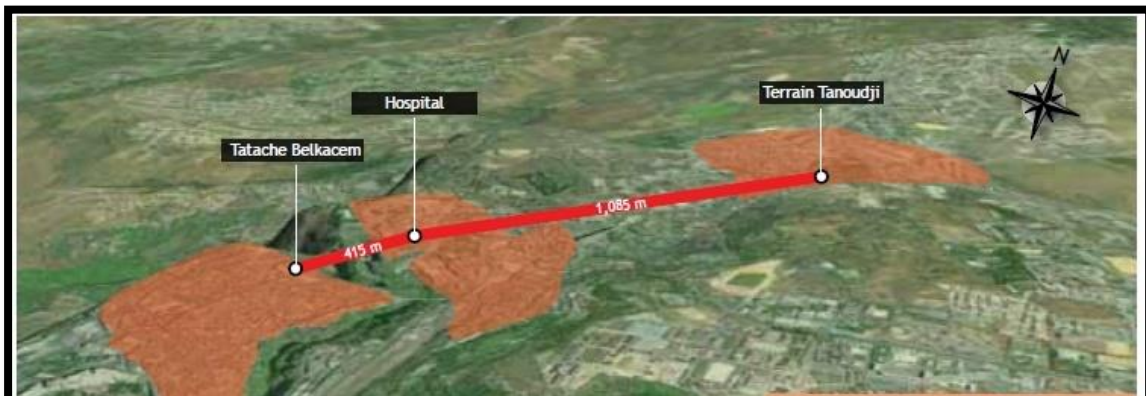 N
Terrain Tanoudji
Hospital
Tatache Belkacem
1,085 m
415 m